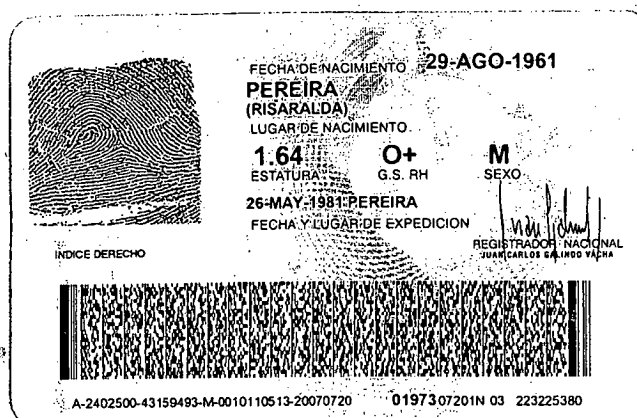 FECHA DE NACIMIENTO 29-AGO-1961
PEREIRA
(RISARALDA)
LUGAR DE NACIMIENTO
1.64 O+ M
ESTATURA G.S. RH SEXO
26-MAY-1981 PEREIRA
FECHA Y LUGAR DE EXPEDICION
REGISTRADOR NACIONAL
JUAN CARLOS GALINDO VACHA
INDICE DERECHO
A-2402500-43159493-M-0010110513-20070720 0197307201N 03 223225380